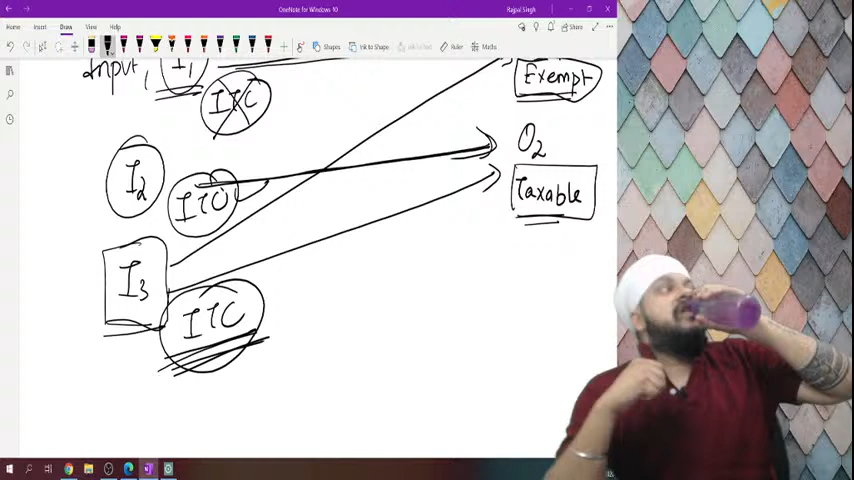 OneNote for Windows 10
Rajpal Singh
Home Insert Draw View Help
Share
Shapes Ink to Shape Ink to Text Ruler Maths
Input, I1
ITC
Exempt
O2
I2
ITC
Taxable
I3
ITC